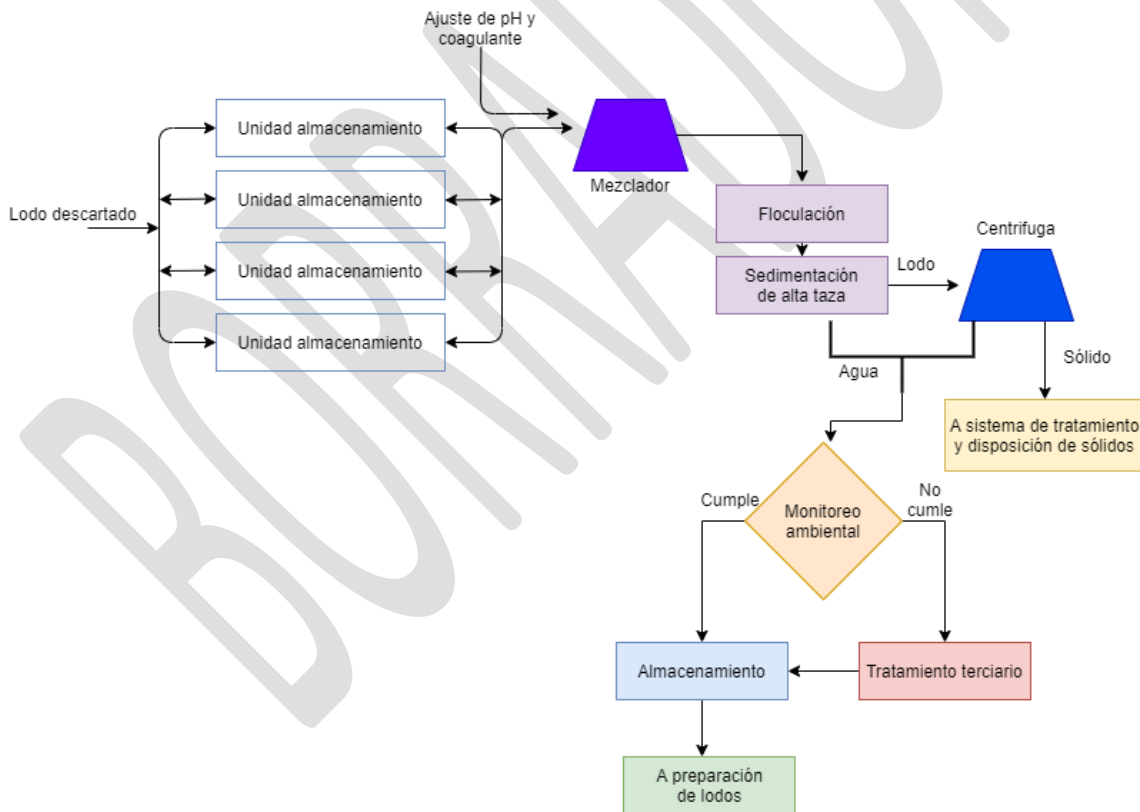 Ajuste de pH y
coagulante
Unidad almacenamiento
Unidad almacenamiento
Unidad almacenamiento
Unidad almacenamiento
Lodo descartado
Mezclador
Floculación
Sedimentación
de alta taza
Lodo
Centrifuga
Agua
Sólido
A sistema de tratamiento
y disposición de sólidos
Monitoreo
ambiental
Cumple
No
cumle
Almacenamiento
Tratamiento terciario
A preparación
de lodos
BORRADOR